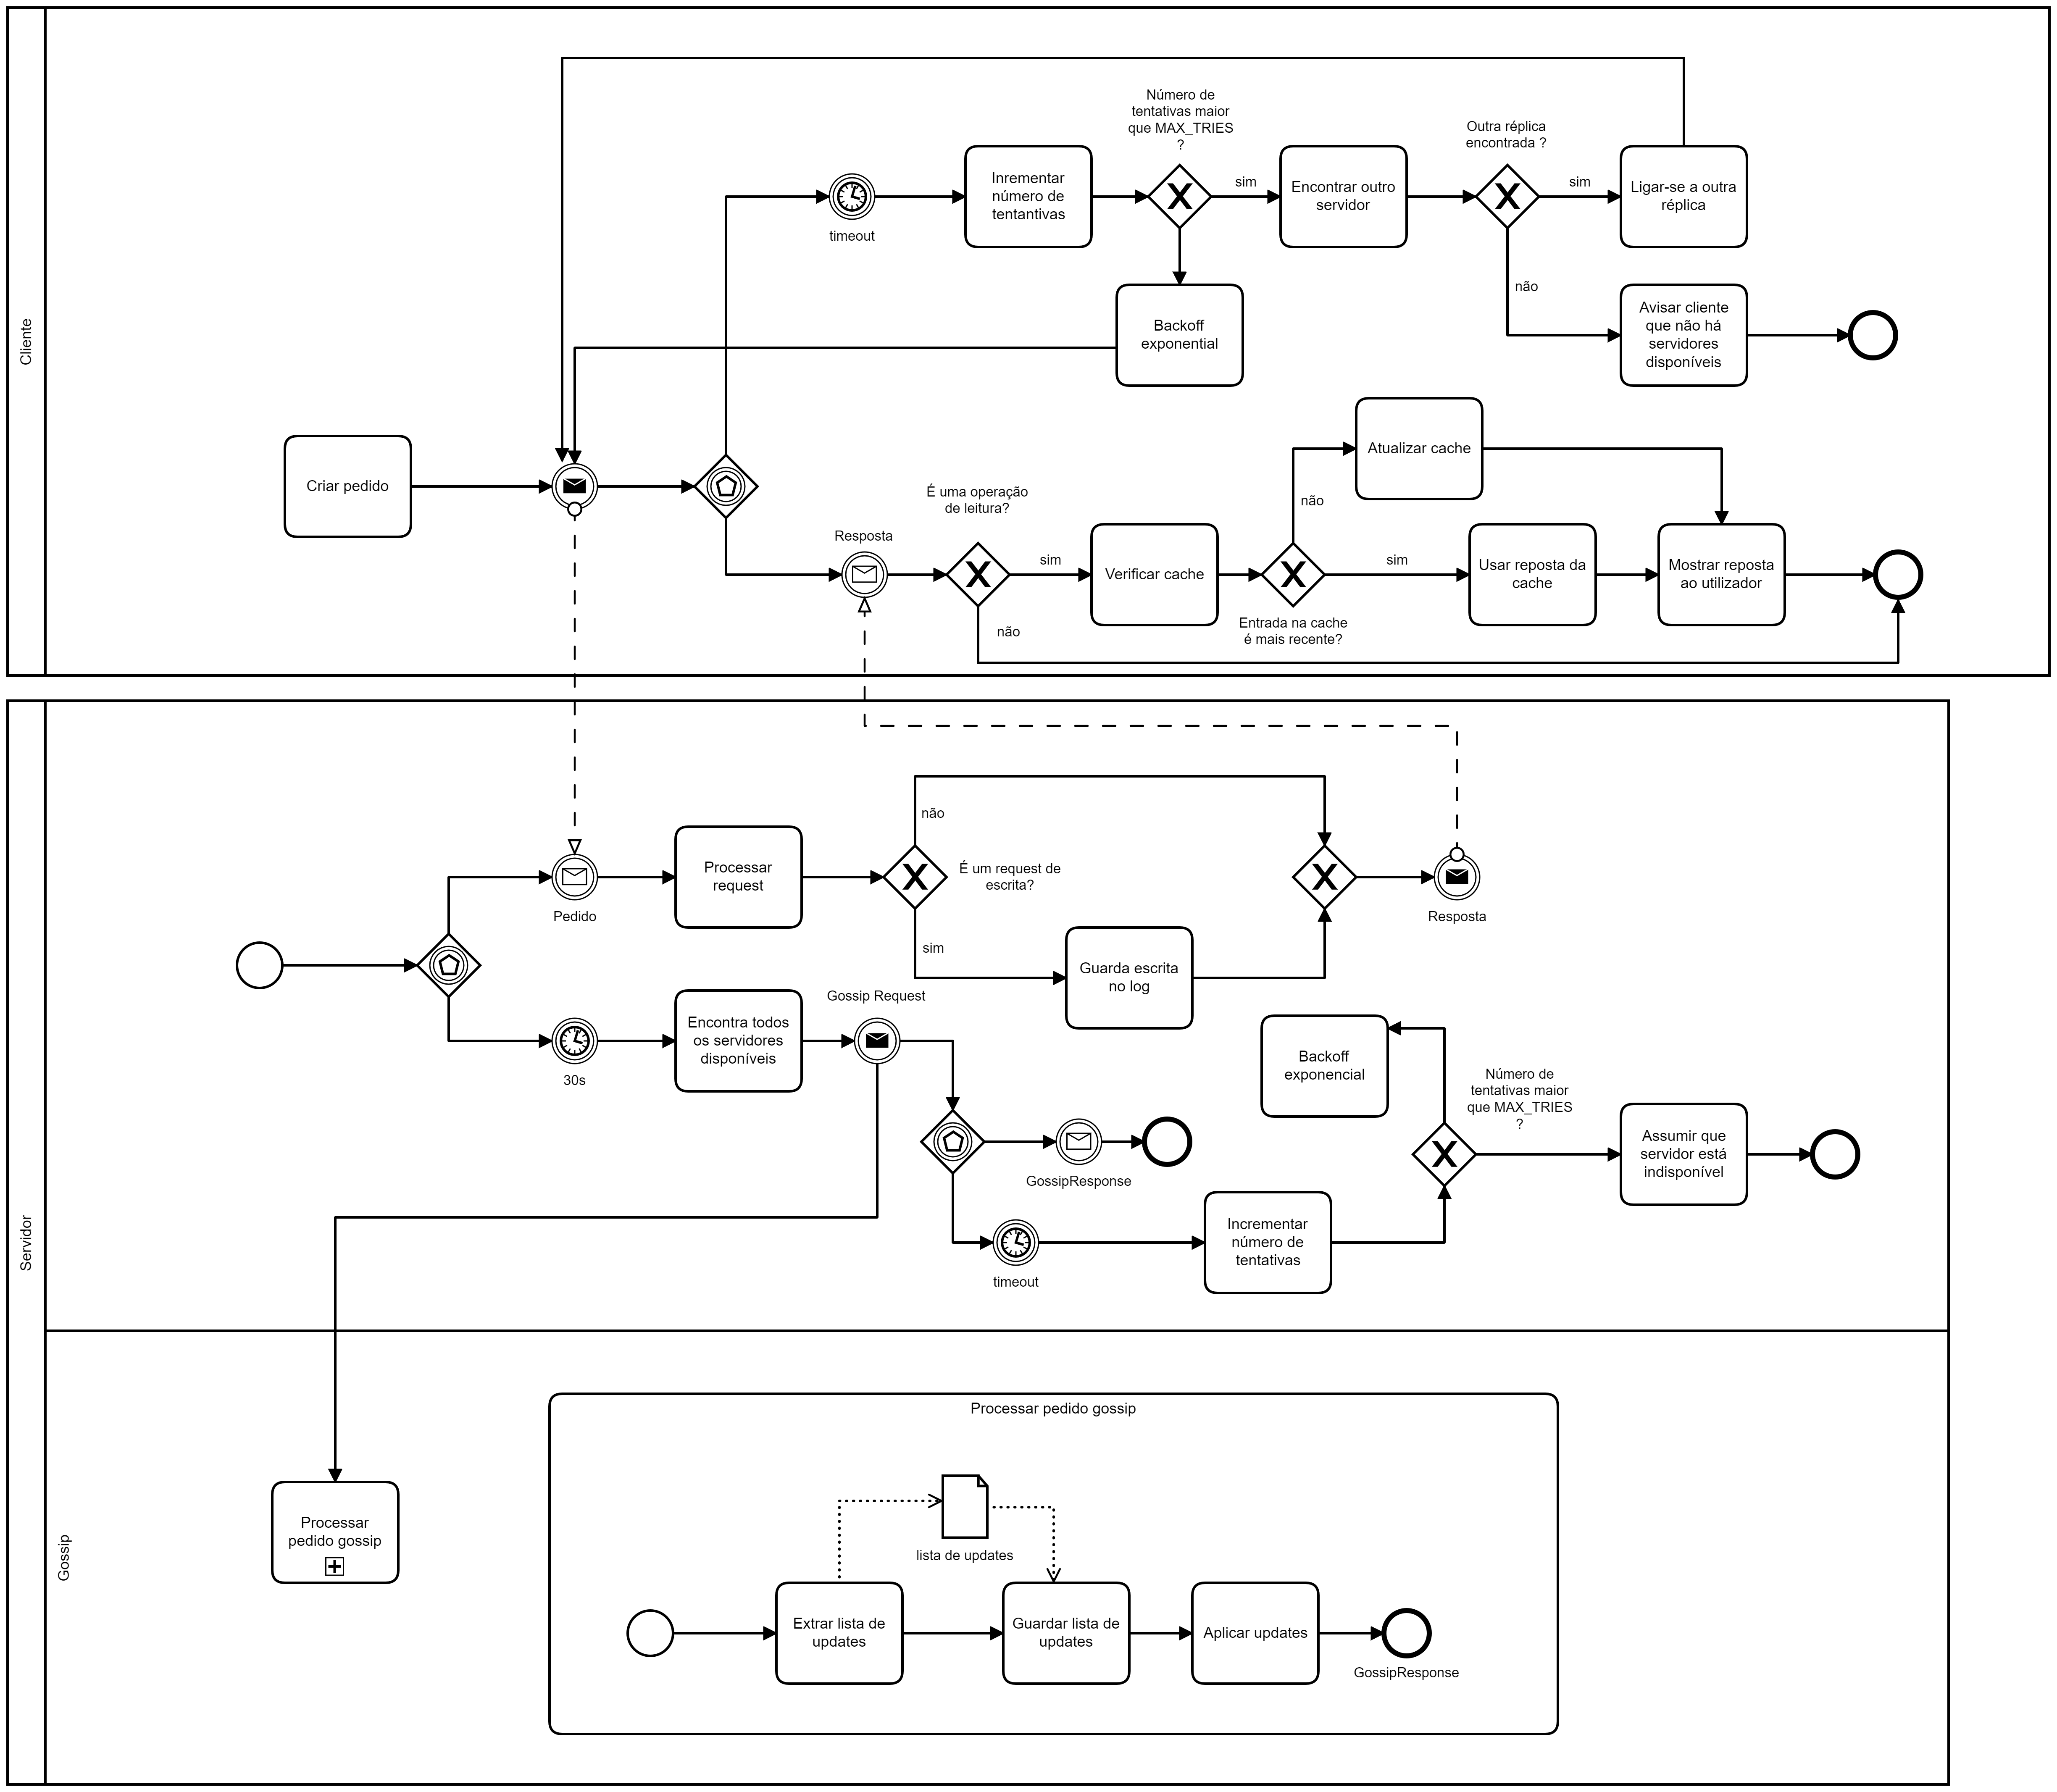 Cliente
Número de
tentativas maior
que MAX_TRIES
?
Outra réplica
encontrada ?
Inrementar
número de
tentantivas
sim
Encontrar outro
servidor
sim
Ligar-se a outra
réplica
timeout
não
Backoff
exponential
Avisar cliente
que não há
servidores
disponíveis
Criar pedido
Atualizar cache
É uma operação
de leitura?
não
Resposta
sim
Verificar cache
sim
Usar reposta da
cache
Mostrar reposta
ao utilizador
não
Entrada na cache
é mais recente?
Servidor
não
Processar
request
É um request de
escrita?
Pedido
Resposta
sim
Guarda escrita
no log
Gossip Request
Encontra todos
os servidores
disponíveis
30s
Backoff
exponencial
Número de
tentativas maior
que MAX_TRIES
?
Assumir que
servidor está
indisponível
GossipResponse
Incrementar
número de
tentativas
timeout
Gossip
Processar pedido gossip
Processar
pedido gossip
lista de updates
Extrar lista de
updates
Guardar lista de
updates
Aplicar updates
GossipResponse